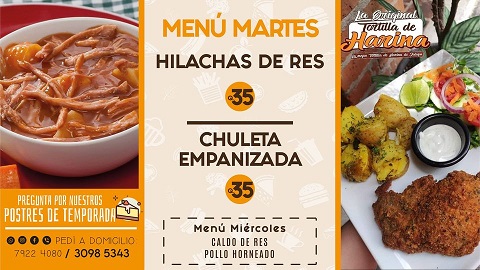 PREGUNTA POR NUESTROS
POSTRES DE TEMPORADA
PEDÍ A DOMICILIO
7922 4080 / 3098 5343
MENÚ MARTES
HILACHAS DE RES
Q35
CHULETA
EMPANIZADA
Q35
Menú Miércoles
CALDO DE RES
POLLO HORNEADO
La Original
Tortilla de
Harina